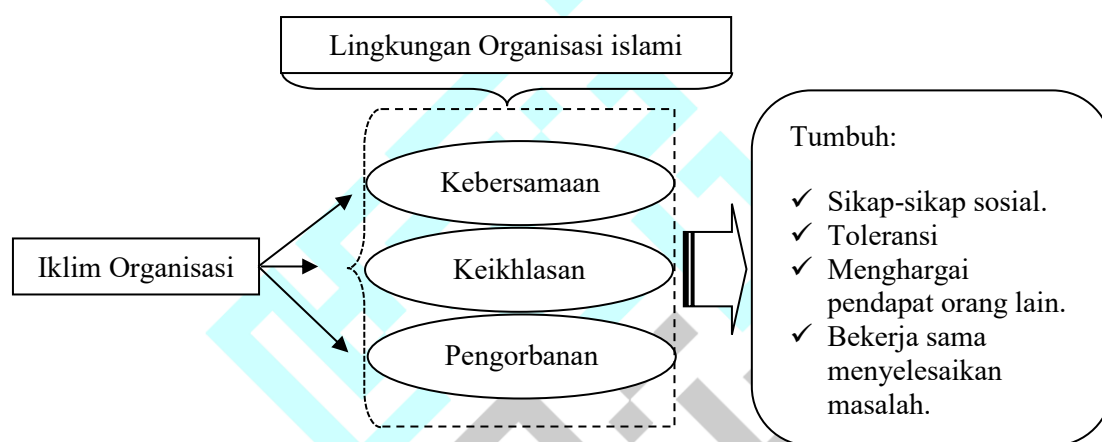 Lingkungan Organisasi islami
Iklim Organisasi
Kebersamaan
Keikhlasan
Pengorbanan
Tumbuh:
✓ Sikap-sikap sosial.
✓ Toleransi
✓ Menghargai
pendapat orang lain.
✓ Bekerja sama
menyelesaikan
masalah.